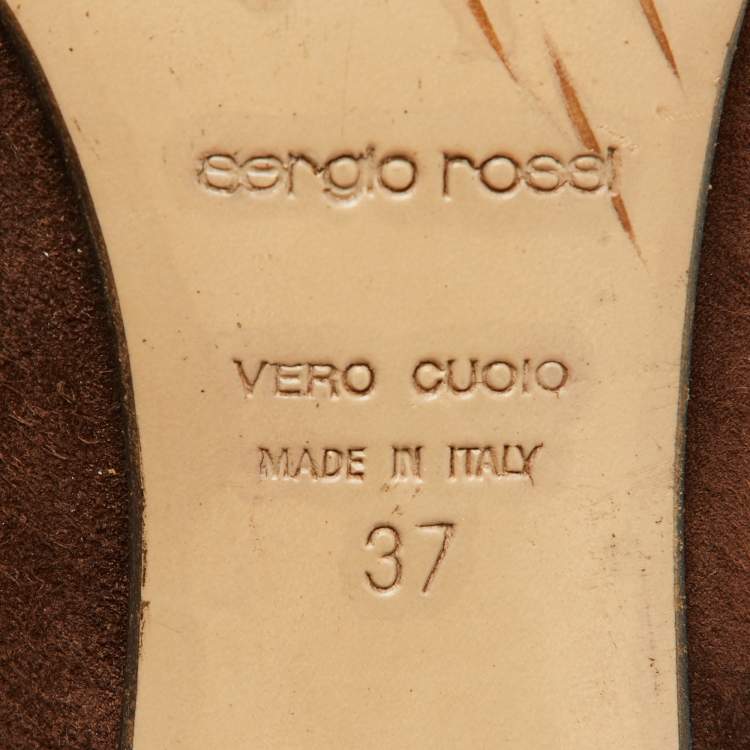 sergio rossi
VERO CUOIO
MADE IN ITALY
37